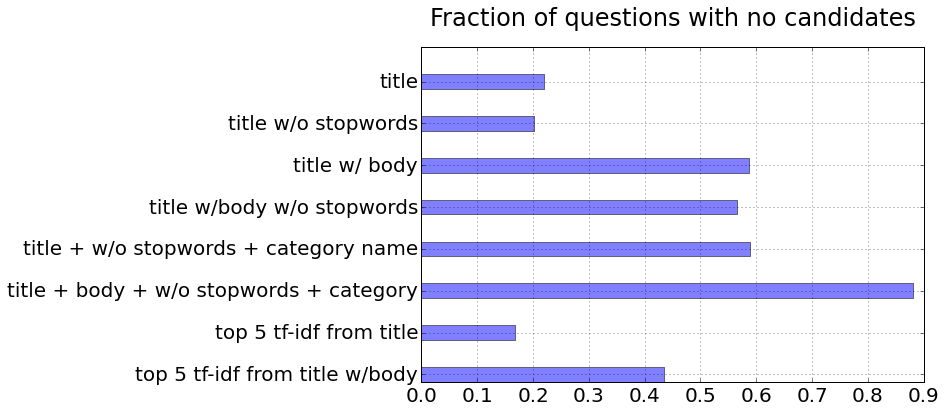 Fraction of questions with no candidates
title
title w/o stopwords
title w/ body
title w/body w/o stopwords
title + w/o stopwords + category name
title + body + w/o stopwords + category
top 5 tf-idf from title
top 5 tf-idf from title w/body
0.0 0.1 0.2 0.3 0.4 0.5 0.6 0.7 0.8 0.9